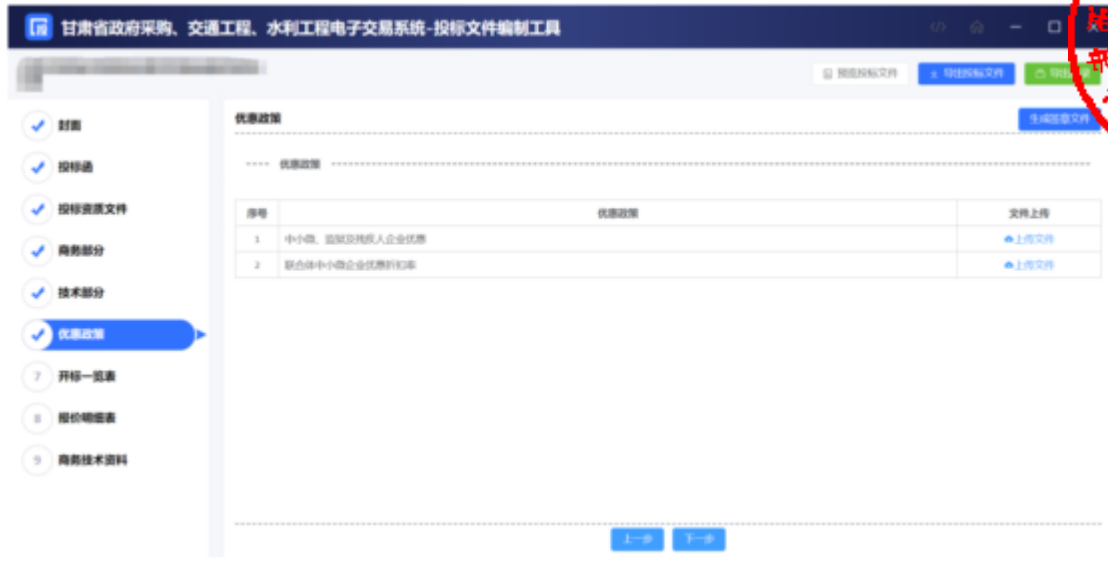 甘肃省政府采购、交通工程、水利工程电子交易系统-投标文件编制工具
预览投标文件
导出投标文件
封面
投标函
投标资质文件
商务部分
技术部分
优惠政策
7 开标一览表
8 报价明细表
9 商务技术资料
优惠政策
生成签章文件
优惠政策
序号 优惠政策 文件上传
1 中小微、监狱及残疾人企业优惠 上传文件
2 联合体中小微企业优惠折扣率 上传文件
上一步 下一步